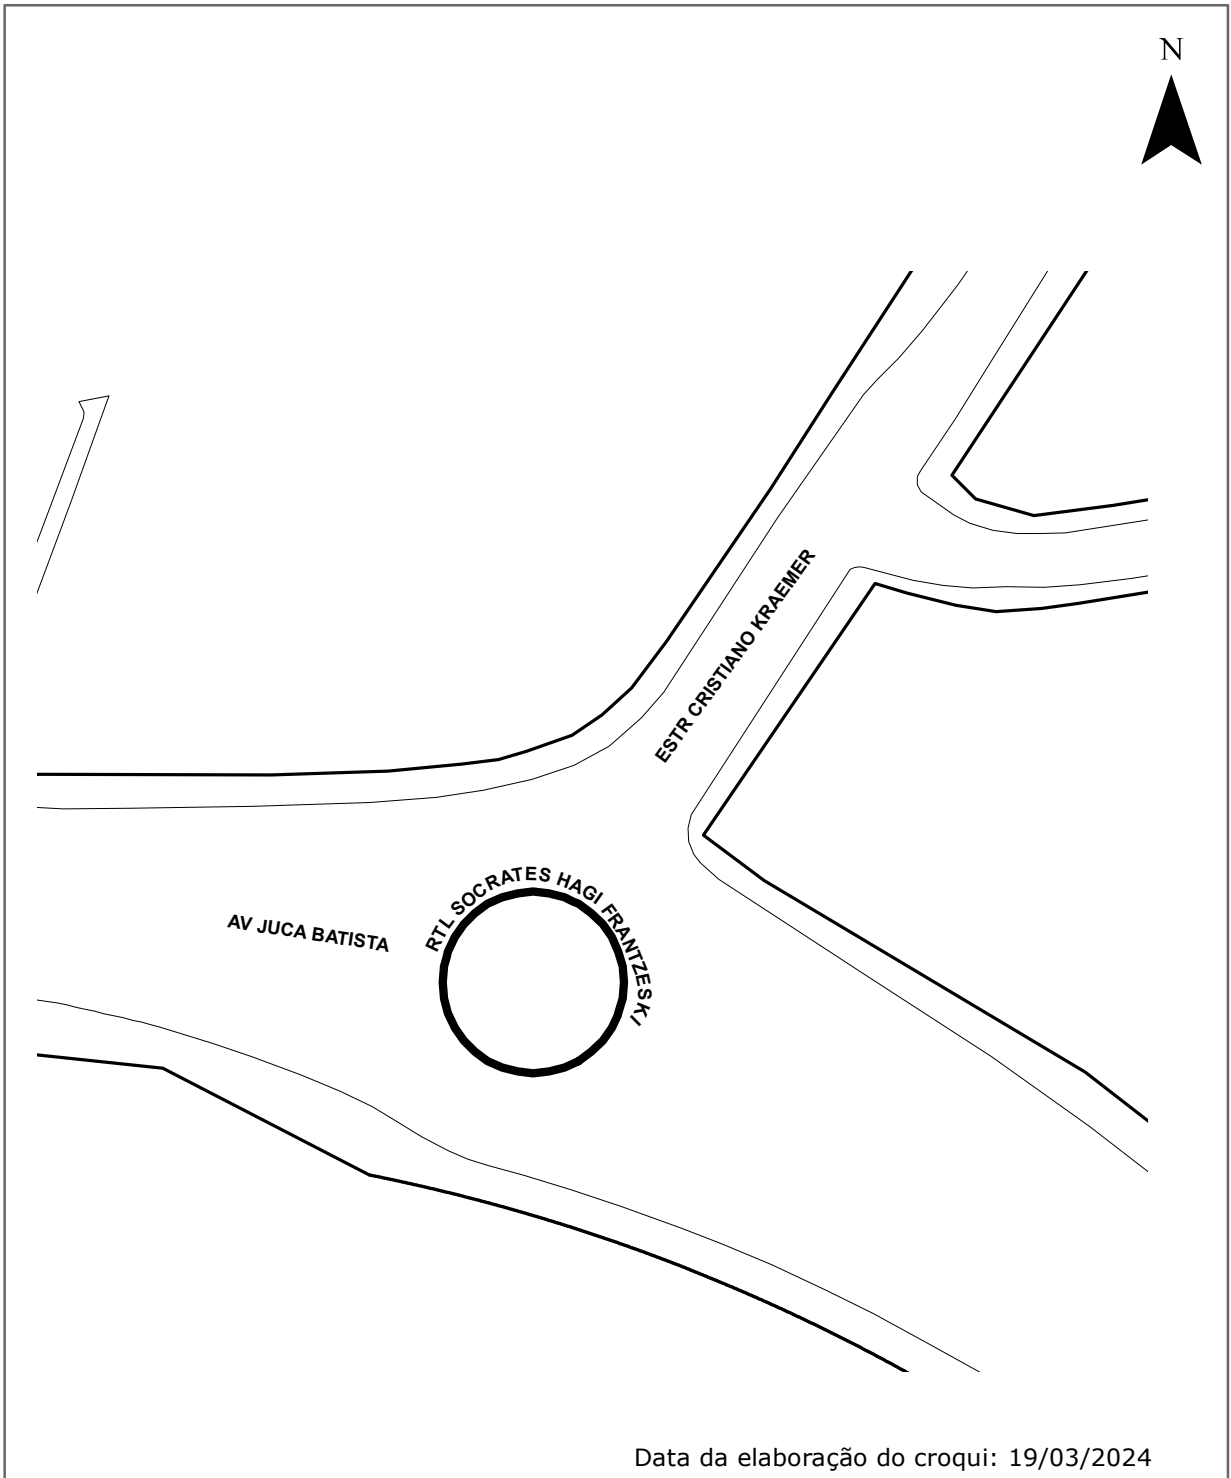 N
ESTR CRISTIANO KRAEMER
RTL SOCRATES HAGI FRANTZESKI
AV JUCA BATISTA
Data da elaboração do croqui: 19/03/2024